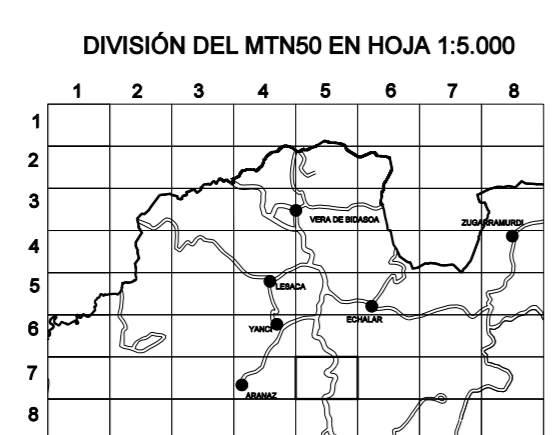 DIVISIÓN DEL MTN50 EN HOJA 1:5.000
1 2 3 4 5 6 7 8
1
2
3
VERA DE BIDASOA
ZUGARRAMURDI
4
5
LESACA
ECHALAR
6
YANCI
7
ARANAZ
8